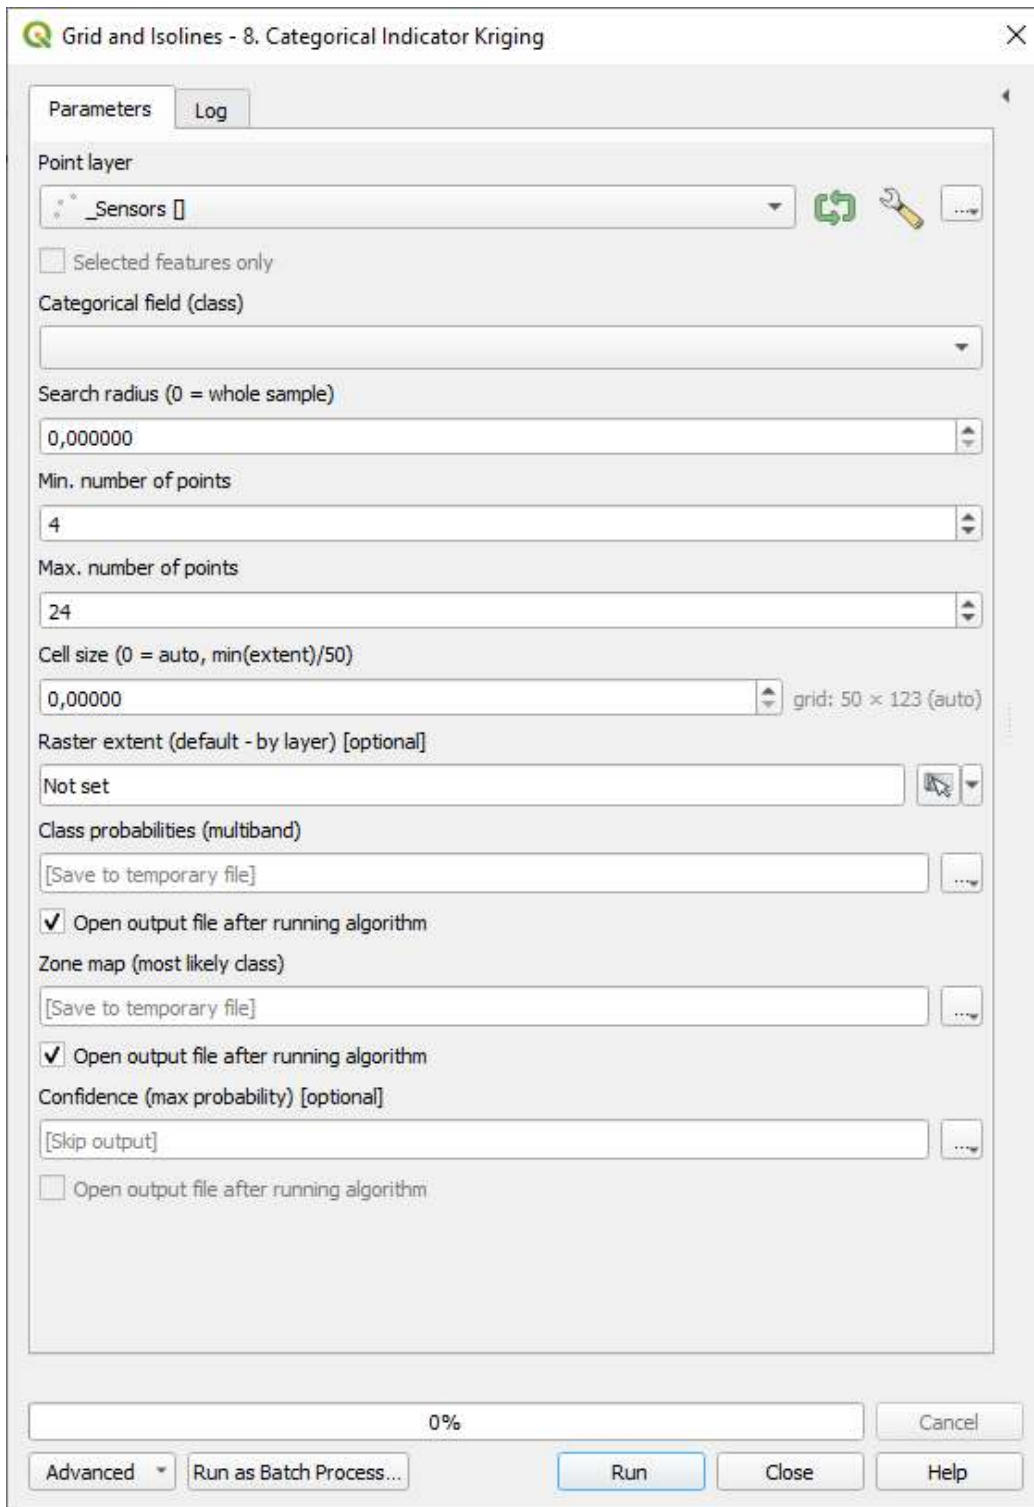 Grid and Isolines - 8. Categorical Indicator Kriging
Parameters Log
Point layer
_Sensors []
...
Selected features only
Categorical field (class)
Search radius (0 = whole sample)
0,000000
Min. number of points
4
Max. number of points
24
Cell size (0 = auto, min(extent)/50)
0,00000 grid: 50 × 123 (auto)
Raster extent (default - by layer) [optional]
Not set
Class probabilities (multiband)
[Save to temporary file] ...
Open output file after running algorithm
Zone map (most likely class)
[Save to temporary file] ...
Open output file after running algorithm
Confidence (max probability) [optional]
[Skip output] ...
Open output file after running algorithm
0% Cancel
Advanced Run as Batch Process... Run Close Help